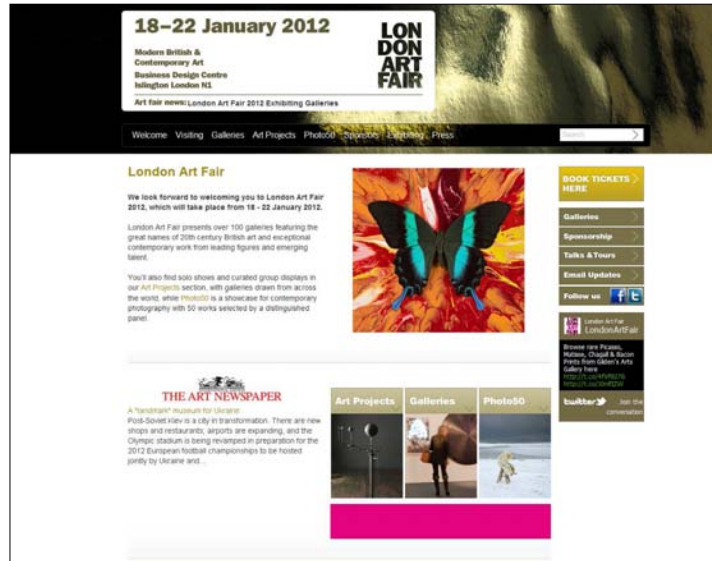 18–22 January 2012
Modern British &
Contemporary Art
Business Design Centre
Islington London N1
Art fair news: London Art Fair 2012 Exhibiting Galleries
LON
DON
ART
FAIR
Welcome Visiting Galleries Art Projects Photo50 Sponsors Exhibiting Press
Search
London Art Fair
We look forward to welcoming you to London Art Fair
2012, which will take place from 18 - 22 January 2012.
London Art Fair presents over 100 galleries featuring the
great names of 20th century British art and exceptional
contemporary work from leading figures and emerging
talent.
You'll also find solo shows and curated group displays in
our Art Projects section, with galleries drawn from across
the world, while Photo50 is a showcase for contemporary
photography with 50 works selected by a distinguished
panel.
BOOK TICKETS
HERE
Galleries
Sponsorship
Talks &Tours
Email Updates
Follow us
London Art Fair
LondonArtFair
Browse rare Picasso,
Matisse, Chagall & Bacon
Prints from Gilden's Arts
Gallery here
twitter
Join the
conversation
THE ART NEWSPAPER
A "landmark" museum for Ukraine
Post-Soviet Kiev is a city in transformation. There are new
shops and restaurants, airports are expanding, and the
Olympic stadium is being revamped in preparation for the
2012 European football championships to be hosted
jointly by Ukraine and...
Art Projects
Galleries
Photo50